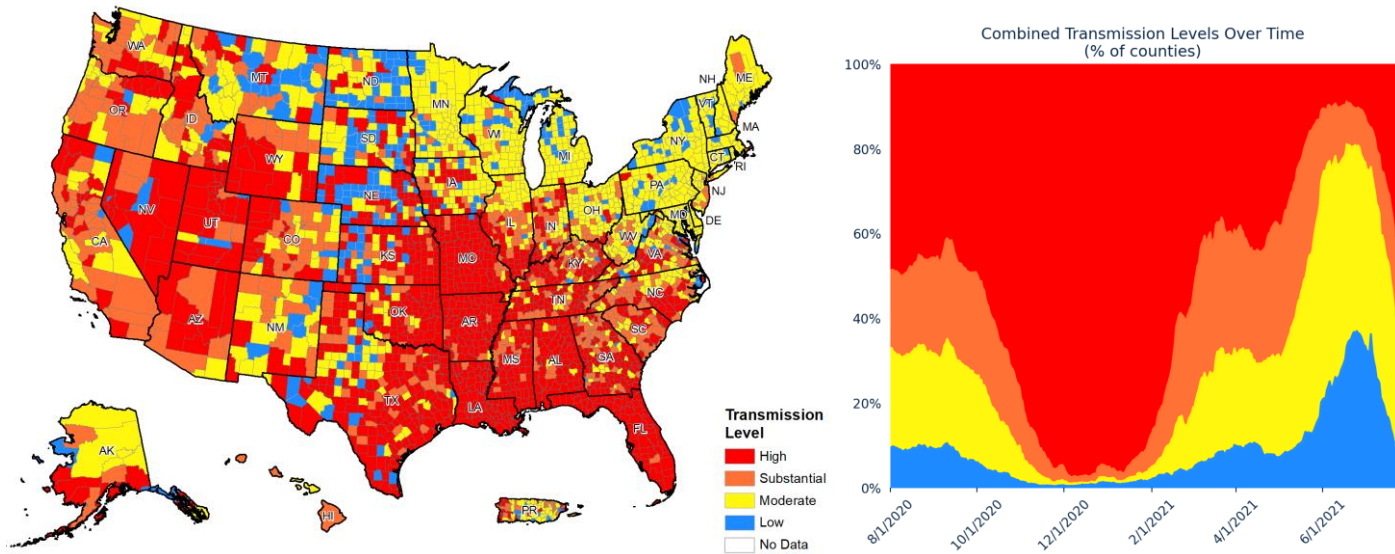 WA
MT
ND
MN
OR
ID
SD
WI
WY
MI
NY
VT
NH
ME
MA
CT
RI
NV
UT
CO
NE
IA
IL
IN
OH
PA
NJ
MD
DE
WV
VA
CA
KS
MO
KY
AZ
NM
OK
AR
TN
NC
SC
TX
LA
MS
AL
GA
FL
AK
HI
PR
Transmission
Level
High
Substantial
Moderate
Low
No Data
Combined Transmission Levels Over Time
(% of counties)
100%
80%
60%
40%
20%
0%
8/1/2020
10/1/2020
12/1/2020
2/1/2021
4/1/2021
6/1/2021